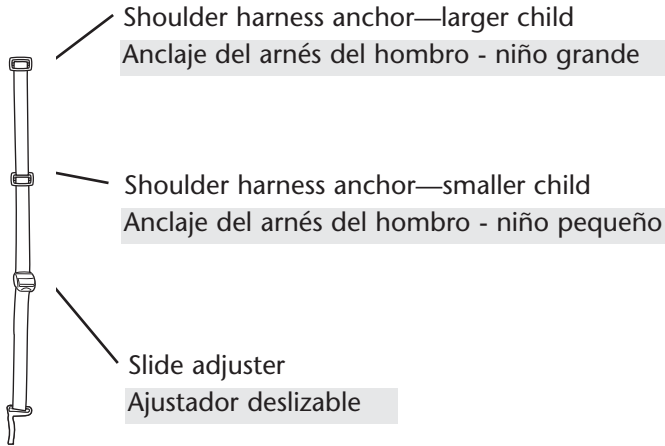 Shoulder harness anchor—larger child
Anclaje del arnés del hombro - niño grande
Shoulder harness anchor—smaller child
Anclaje del arnés del hombro - niño pequeño
Slide adjuster
Ajustador deslizable